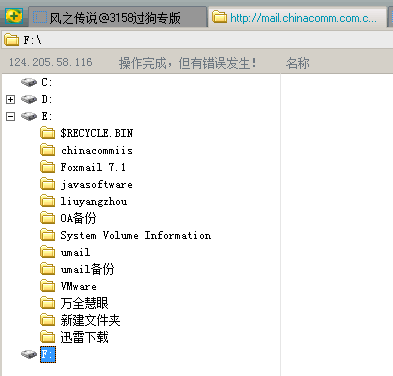 风之传说@3158过狗专版
http://mail.chinacomm.com.c...
F:\
124.205.58.116 操作完成，但有错误发生！ 名称
C:
D:
E:
$RECYCLE.BIN
chinacommiis
Foxmail 7.1
javasoftware
liuyangzhou
OA备份
System Volume Information
umail
umail备份
VMware
万全慧眼
新建文件夹
迅雷下载
F: